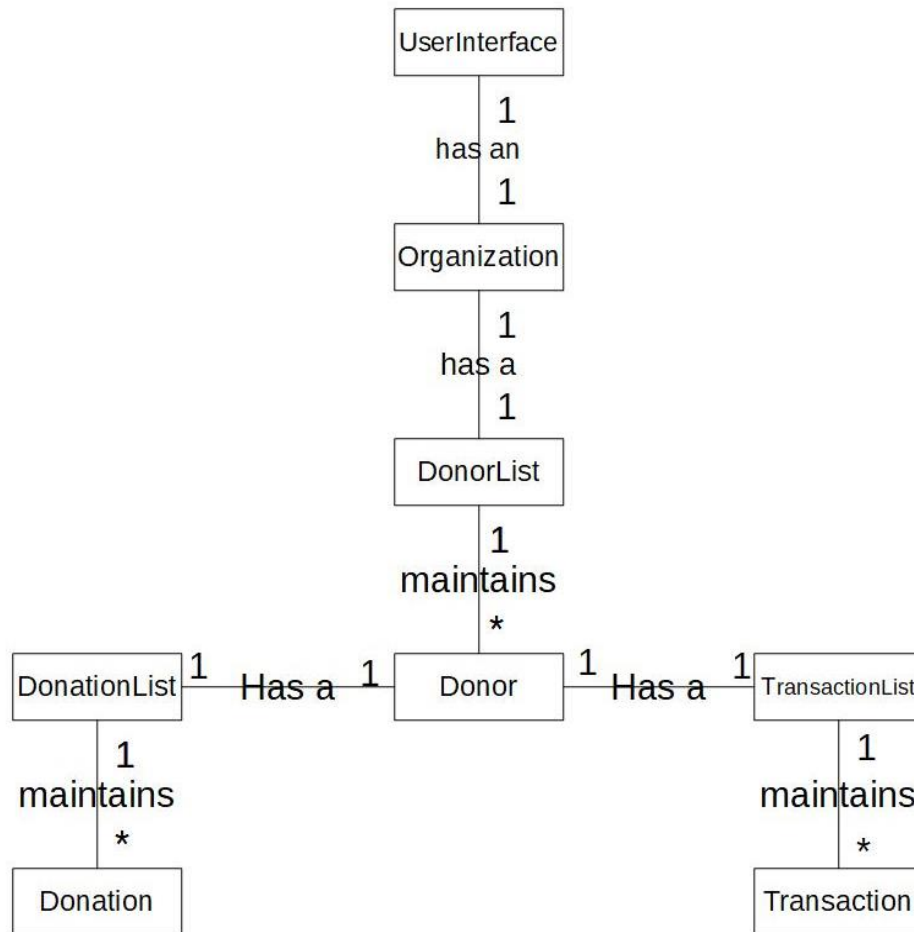 UserInterface
1
has an
1
Organization
1
has a
1
DonorList
1
maintains
*
DonationList 1 Has a 1 Donor 1 Has a 1 TransactionList
1 1
maintains maintains
* *
Donation Transaction